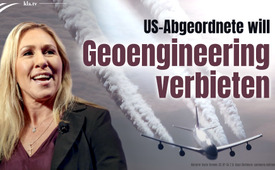 kla.tv
US-Abgeordnete will
Geoengineering
verbieten